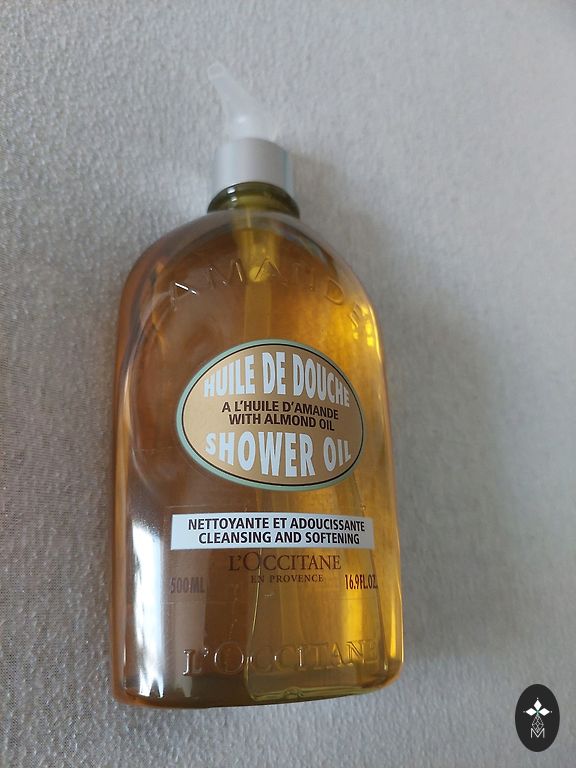 L'AMANDE
HUILE DE DOUCHE
A L'HUILE D'AMANDE
WITH ALMOND OIL
SHOWER OIL
NETTOYANTE ET ADOUCISSANTE
CLEANSING AND SOFTENING
L'OCCITANE
EN PROVENCE
500ML 16.9FL.OZ.
L'OCCITANE
M